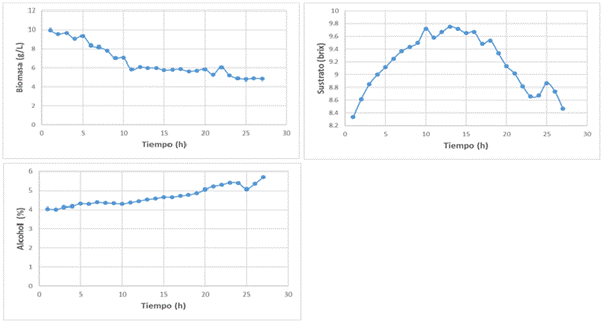 Biomasa (g/L)
12
10
8
6
4
2
0
0 5 10 15 20 25 30
Tiempo (h)
Sustrato (brix)
9.8
9.6
9.4
9.2
9
8.8
8.6
8.4
8.2
0 5 10 15 20 25 30
Tiempo (h)
Alcohol (%)
6
5
4
3
2
1
0
0 5 10 15 20 25 30
Tiempo (h)